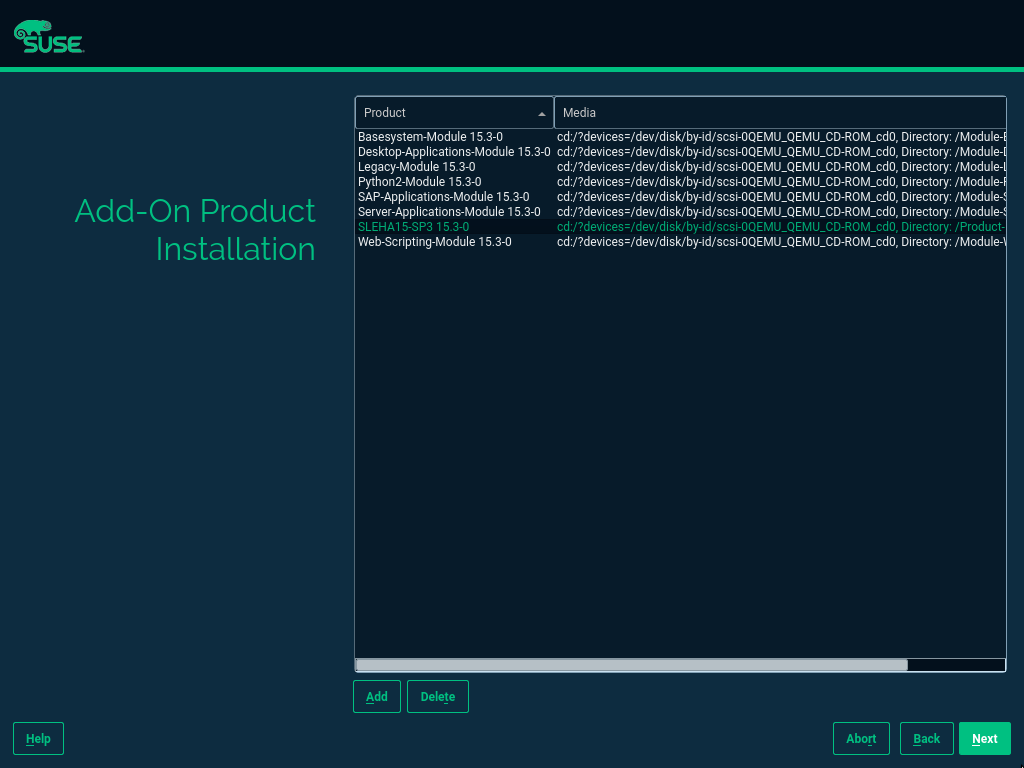 SUSE
Add-On Product
Installation
Product Media
Basesystem-Module 15.3-0 cd:/?devices=/dev/disk/by-id/scsi-0QEMU_QEMU_CD-ROM_cd0, Directory: /Module-B
Desktop-Applications-Module 15.3-0 cd:/?devices=/dev/disk/by-id/scsi-0QEMU_QEMU_CD-ROM_cd0, Directory: /Module-D
Legacy-Module 15.3-0 cd:/?devices=/dev/disk/by-id/scsi-0QEMU_QEMU_CD-ROM_cd0, Directory: /Module-L
Python2-Module 15.3-0 cd:/?devices=/dev/disk/by-id/scsi-0QEMU_QEMU_CD-ROM_cd0, Directory: /Module-P
SAP-Applications-Module 15.3-0 cd:/?devices=/dev/disk/by-id/scsi-0QEMU_QEMU_CD-ROM_cd0, Directory: /Module-S
Server-Applications-Module 15.3-0 cd:/?devices=/dev/disk/by-id/scsi-0QEMU_QEMU_CD-ROM_cd0, Directory: /Module-S
SLEHA15-SP3 15.3-0 cd:/?devices=/dev/disk/by-id/scsi-0QEMU_QEMU_CD-ROM_cd0, Directory: /Product-
Web-Scripting-Module 15.3-0 cd:/?devices=/dev/disk/by-id/scsi-0QEMU_QEMU_CD-ROM_cd0, Directory: /Module-W
Add Delete
Help Abort Back Next